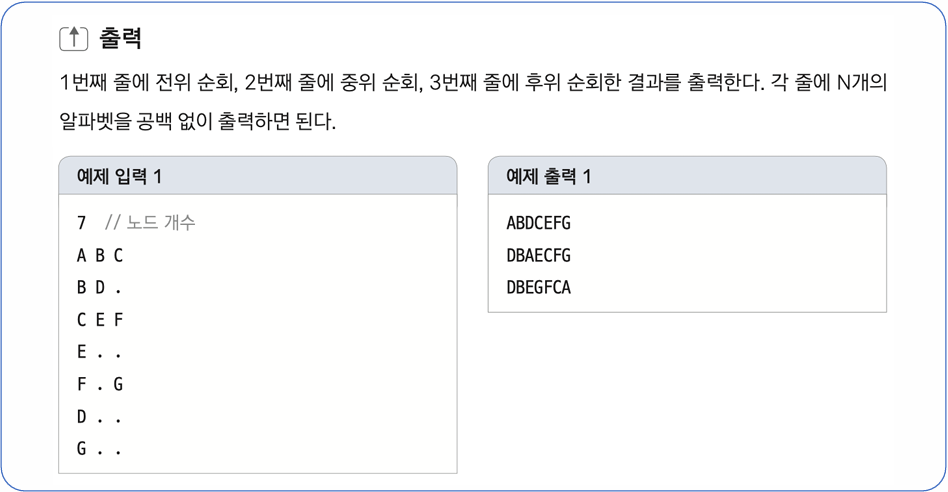 출력
1번째 줄에 전위 순회, 2번째 줄에 중위 순회, 3번째 줄에 후위 순회한 결과를 출력한다. 각 줄에 N개의
알파벳을 공백 없이 출력하면 된다.
예제 입력 1
7 // 노드 개수
A B C
B D .
C E F
E . .
F . G
D . .
G . .
예제 출력 1
ABDCEFG
DBAECFG
DBEGFCA